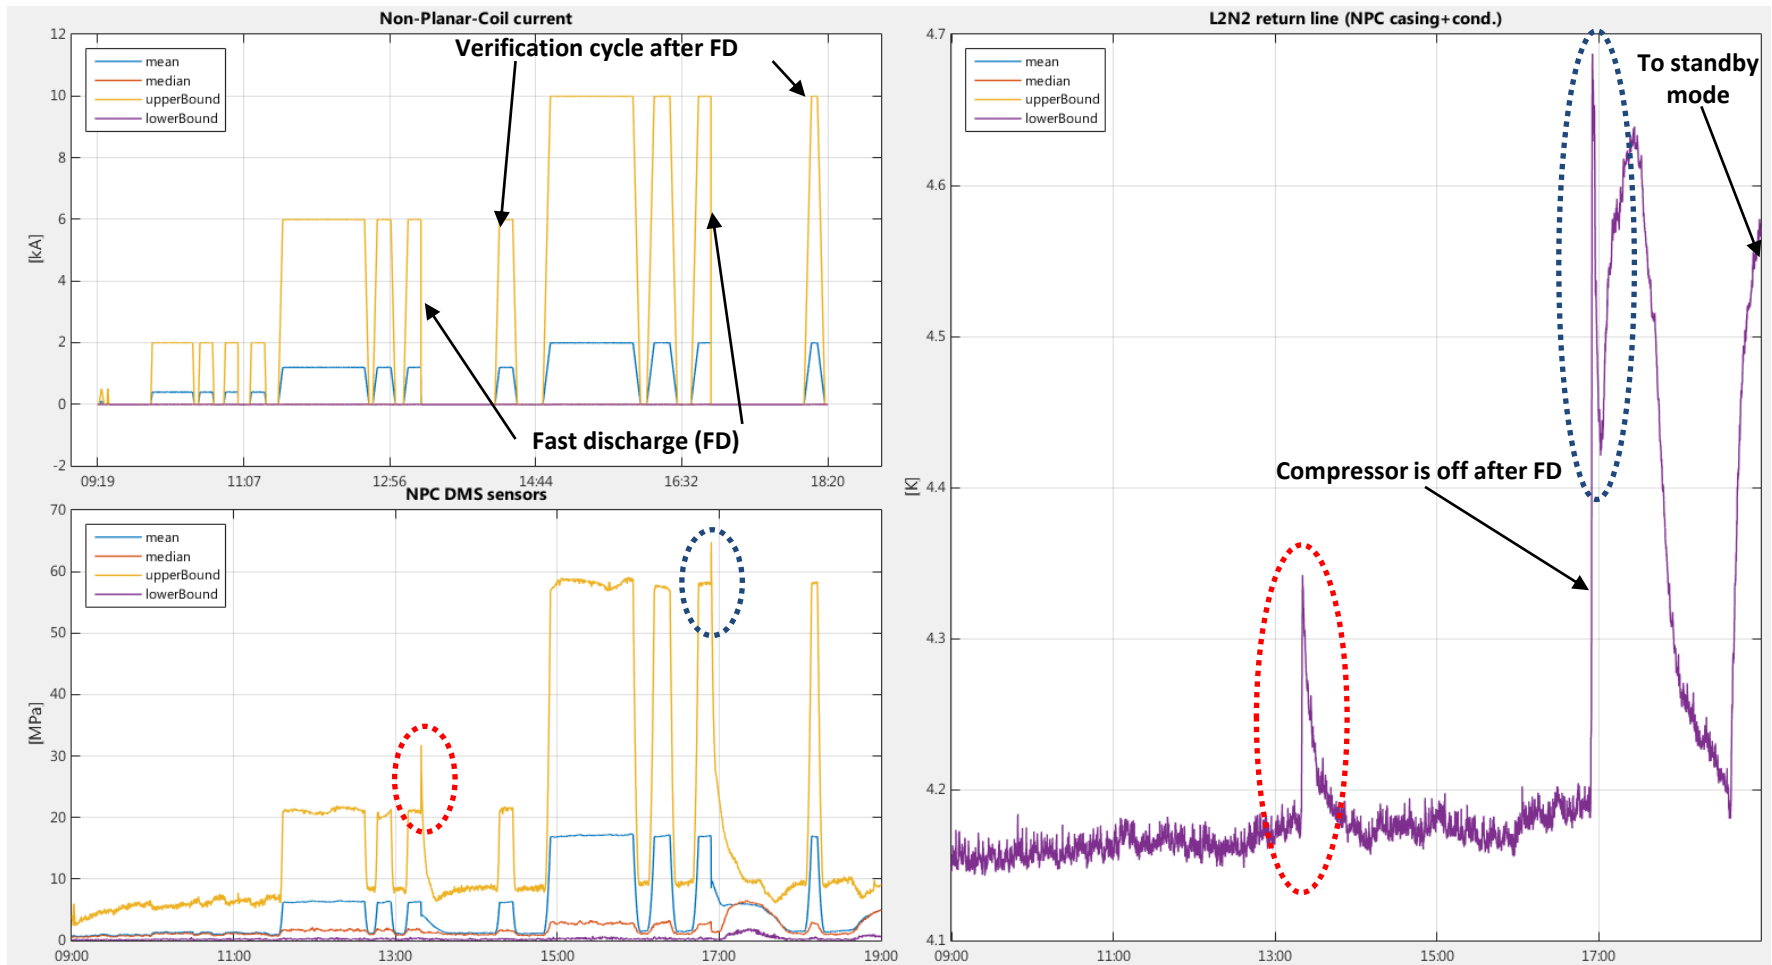 Non-Planar-Coil current
12
10
8
6
4
2
0
-2
[kA]
mean
median
upperBound
lowerBound
Verification cycle after FD
Fast discharge (FD)
09:19 11:07 12:56 14:44 16:32 18:20
NPC DMS sensors
70
60
50
40
30
20
10
0
[MPa]
mean
median
upperBound
lowerBound
09:00 11:00 13:00 15:00 17:00 19:00
L2N2 return line (NPC casing+cond.)
4.7
4.6
4.5
4.4
4.3
4.2
4.1
[K]
mean
median
upperBound
lowerBound
To standby
mode
Compressor is off after FD
09:00 11:00 13:00 15:00 17:00